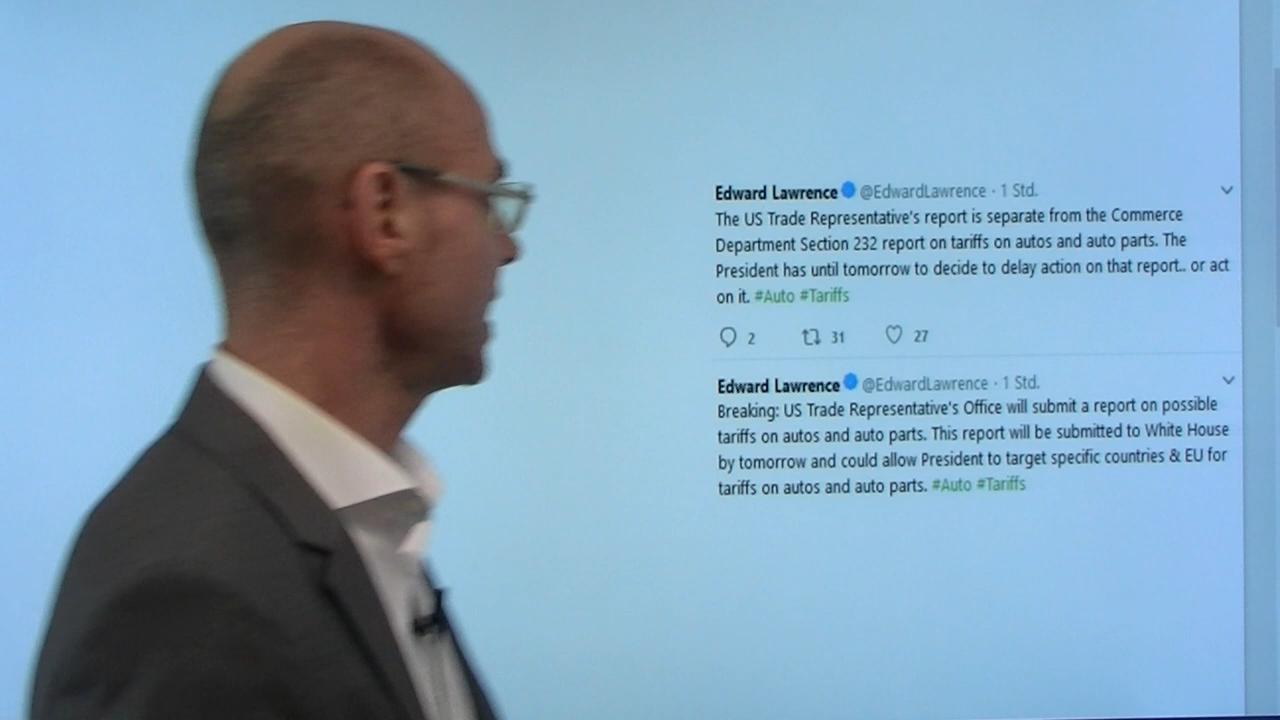 Edward Lawrence @EdwardLawrence · 1 Std.
The US Trade Representative's report is separate from the Commerce
Department Section 232 report on tariffs on autos and auto parts. The
President has until tomorrow to decide to delay action on that report.. or act
on it. #Auto #Tariffs
2 31 27
Edward Lawrence @EdwardLawrence · 1 Std.
Breaking: US Trade Representative's Office will submit a report on possible
tariffs on autos and auto parts. This report will be submitted to White House
by tomorrow and could allow President to target specific countries & EU for
tariffs on autos and auto parts. #Auto #Tariffs